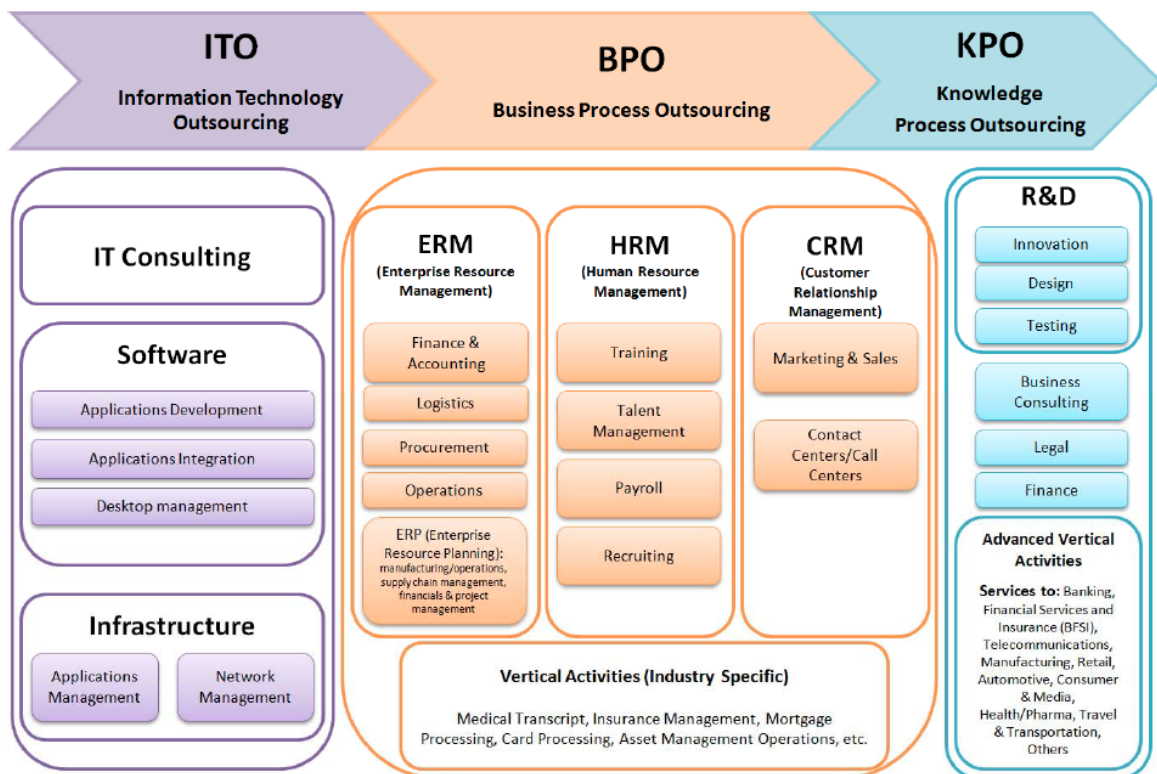 ITO
Information Technology
Outsourcing
BPO
Business Process Outsourcing
KPO
Knowledge
Process Outsourcing
IT Consulting
Software
Applications Development
Applications Integration
Desktop management
Infrastructure
Applications
Management
Network
Management
ERM
(Enterprise Resource
Management)
Finance &
Accounting
Logistics
Procurement
Operations
ERP (Enterprise
Resource Planning):
manufacturing/operations,
supply chain management,
financials & project
management
HRM
(Human Resource
Management)
Training
Talent
Management
Payroll
Recruiting
CRM
(Customer
Relationship
Management)
Marketing & Sales
Contact
Centers/Call
Centers
Vertical Activities (Industry Specific)
Medical Transcript, Insurance Management, Mortgage
Processing, Card Processing, Asset Management Operations, etc.
R&D
Innovation
Design
Testing
Business
Consulting
Legal
Finance
Advanced Vertical
Activities
Services to: Banking,
Financial Services and
Insurance (BFSI),
Telecommunications,
Manufacturing, Retail,
Automotive, Consumer
& Media,
Health/Pharma, Travel
& Transportation,
Others